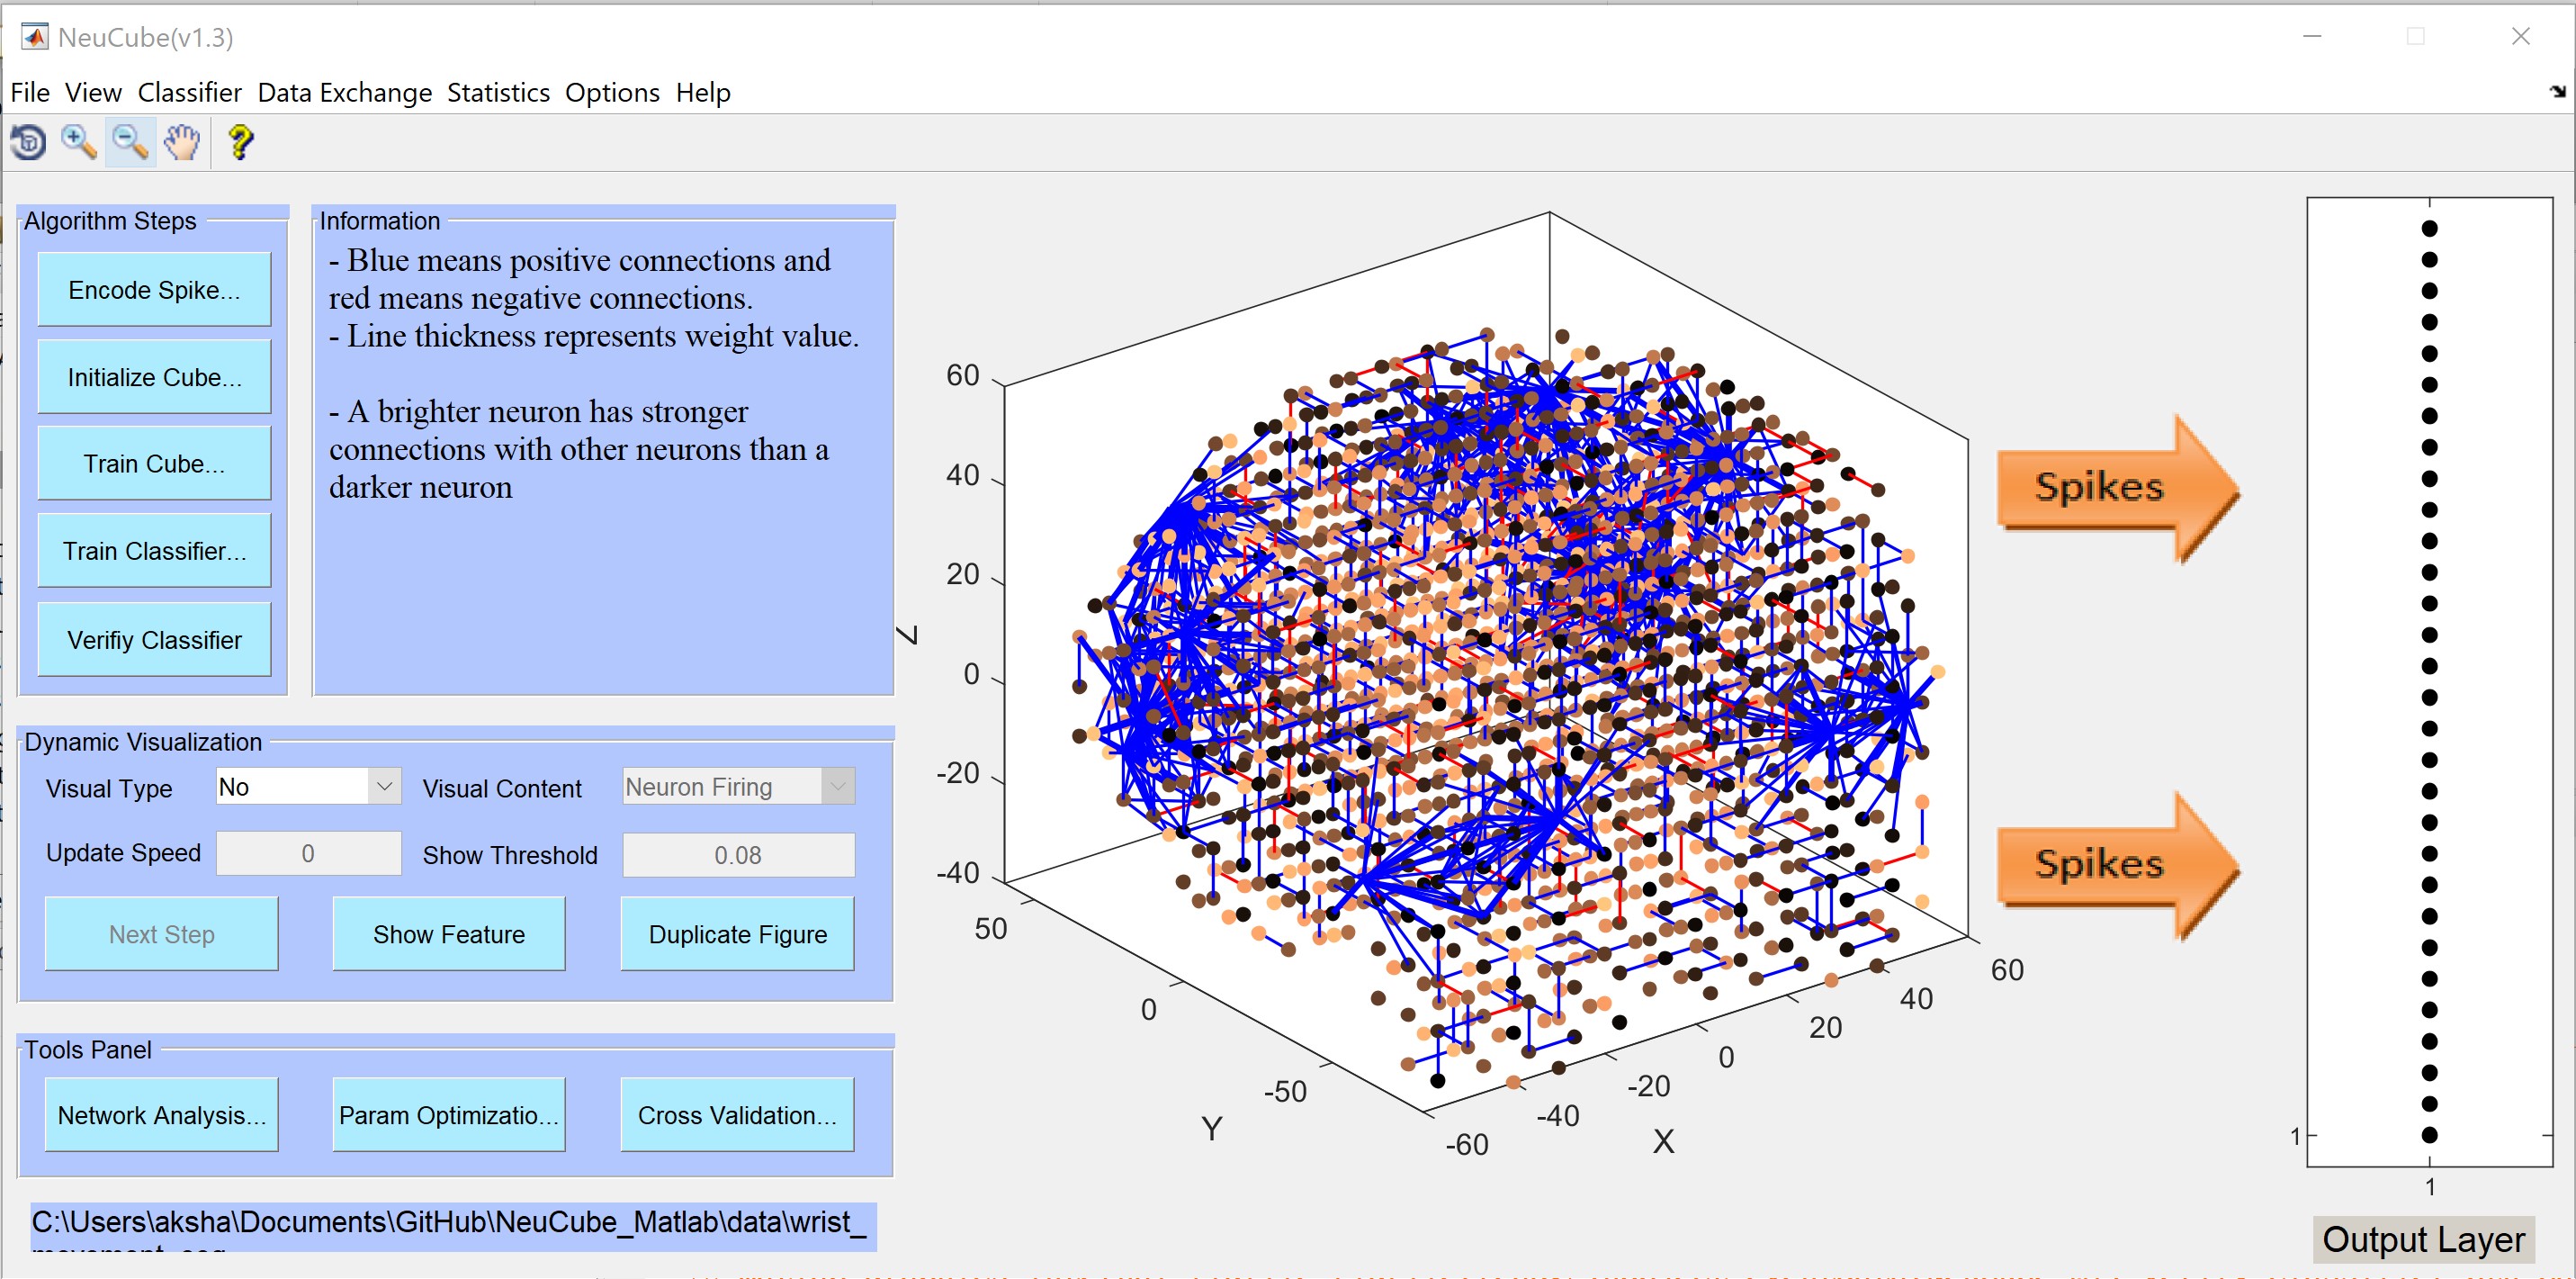 NeuCube(v1.3)
File View Classifier Data Exchange Statistics Options Help
Algorithm Steps
Encode Spike...
Initialize Cube...
Train Cube...
Train Classifier...
Verifiy Classifier
Information
- Blue means positive connections and
red means negative connections.
- Line thickness represents weight value.
- A brighter neuron has stronger
connections with other neurons than a
darker neuron
Dynamic Visualization
Visual Type No Visual Content Neuron Firing
Update Speed 0 Show Threshold 0.08
Next Step Show Feature Duplicate Figure
Tools Panel
Network Analysis... Param Optimizatio... Cross Validation...
C:\Users\aksha\Documents\GitHub\NeuCube_Matlab\data\wrist_
60
40
20
0
-20
-40
Z
50
0
-50
Y
-60
-40
-20
0
20
40
60
X
Spikes
Spikes
1
1
Output Layer